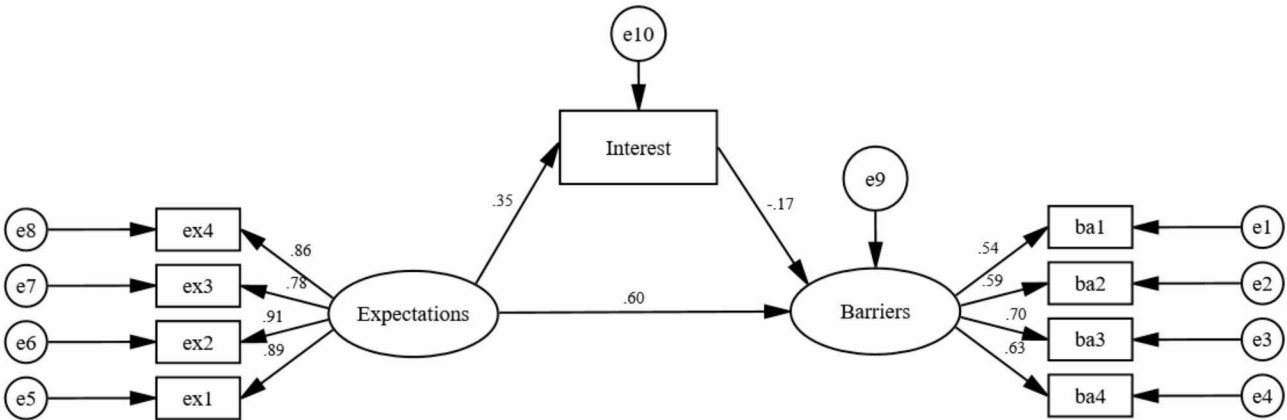 e10
Interest
e9
.35
-.17
e8
ex4
.86
e7
ex3
.78
e6
ex2
.91
e5
ex1
.89
Expectations
.60
Barriers
.54
ba1
e1
.59
ba2
e2
.70
ba3
e3
.63
ba4
e4